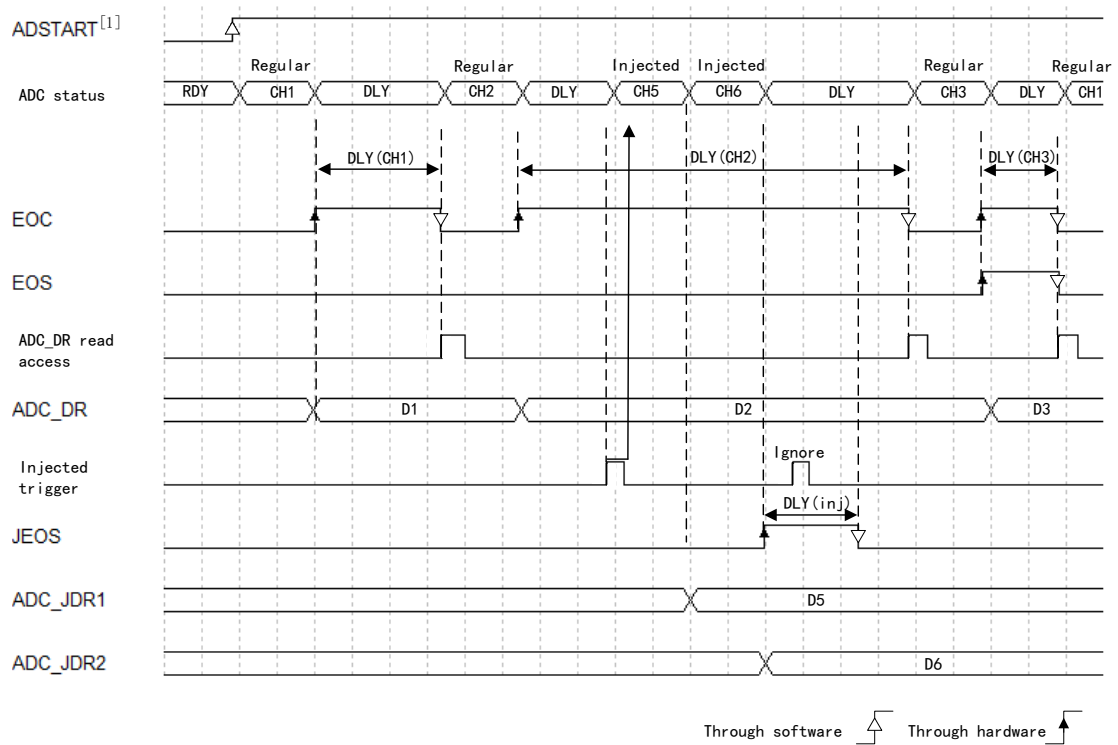 ADSTART[1]
Regular Regular Injected Injected Regular Regular
ADC status RDY CH1 DLY CH2 DLY CH5 CH6 DLY CH3 DLY CH1
DLY(CH1) DLY(CH2) DLY(CH3)
EOC
EOS
ADC_DR read
access
ADC_DR D1 D2 D3
Ignore
Injected
trigger
DLY(inj)
JEOS
ADC_JDR1 D5
ADC_JDR2 D6
Through software Through hardware